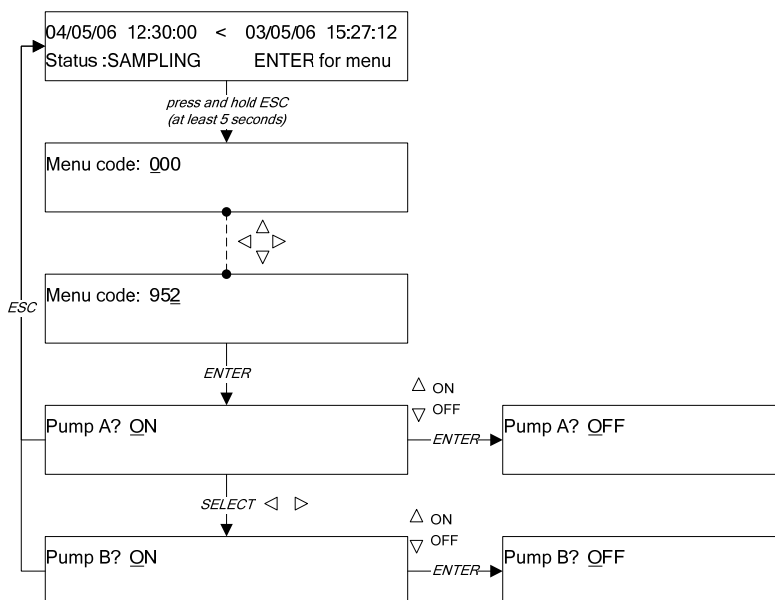 04/05/06 12:30:00 < 03/05/06 15:27:12
Status :SAMPLING ENTER for menu
press and hold ESC
(at least 5 seconds)
Menu code: 000
Menu code: 952
ESC
ENTER
ON
OFF
Pump A? ON
ENTER
Pump A? OFF
SELECT
ON
OFF
Pump B? ON
ENTER
Pump B? OFF